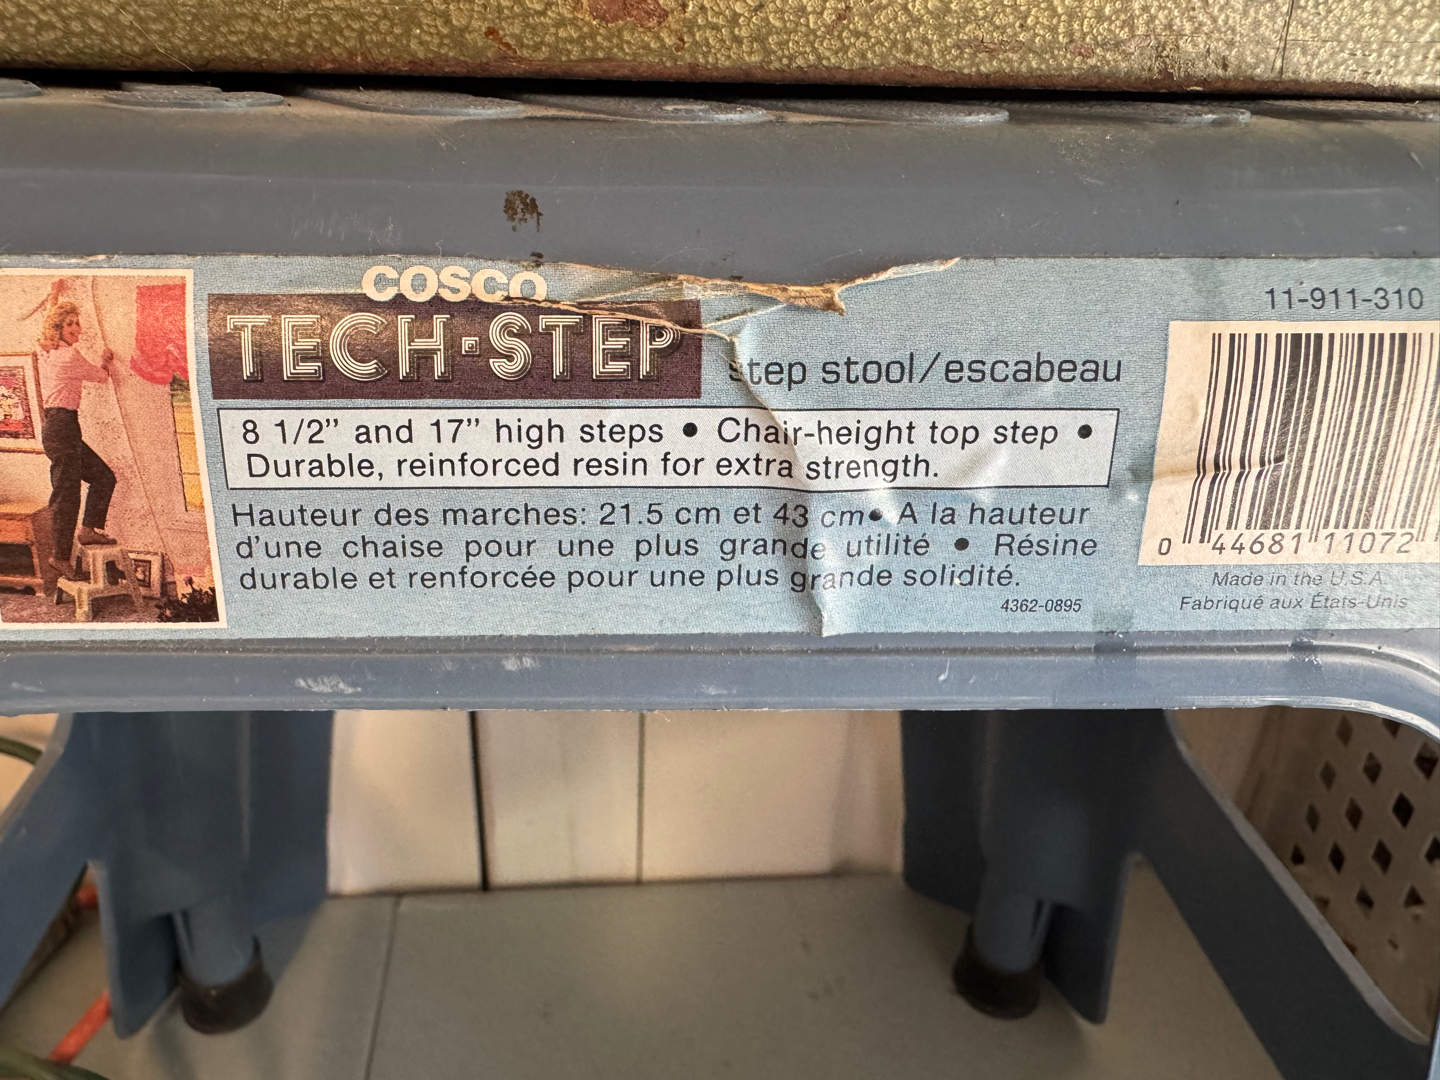 COSCO
TECH·STEP
step stool/escabeau
8 1/2” and 17” high steps • Chair-height top step •
Durable, reinforced resin for extra strength.
Hauteur des marches: 21.5 cm et 43 cm • A la hauteur
d’une chaise pour une plus grande utilité • Résine
durable et renforcée pour une plus grande solidité.
4362-0895
11-911-310
0 44681 11072
Made in the U.S.A.
Fabriqué aux États-Unis